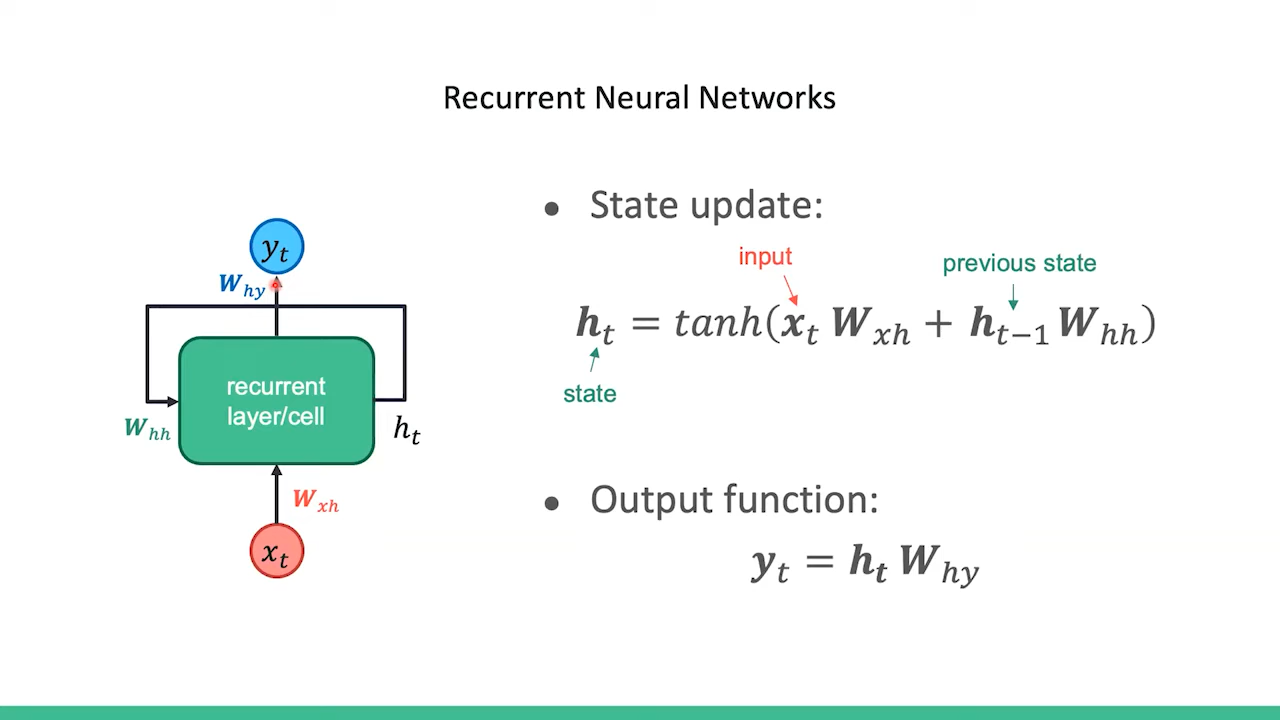 Recurrent Neural Networks
y_t
W_hy
recurrent
layer/cell
W_hh
h_t
W_xh
x_t
● State update:
input
previous state
h_t = tanh(x_t W_xh + h_{t−1} W_hh)
state
● Output function:
y_t = h_t W_hy